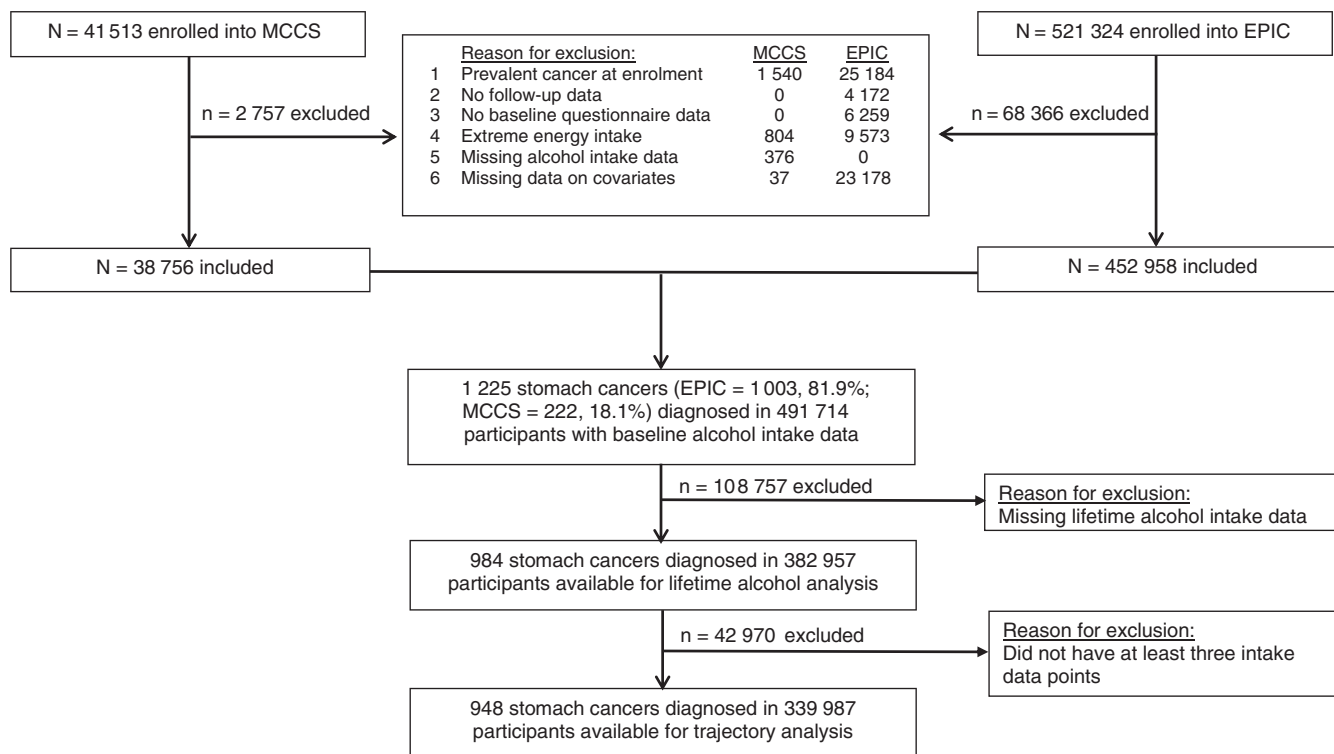 N = 41 513 enrolled into MCCS
N = 521 324 enrolled into EPIC
Reason for exclusion: MCCS EPIC
1 Prevalent cancer at enrolment 1 540 25 184
2 No follow-up data 0 4 172
3 No baseline questionnaire data 0 6 259
4 Extreme energy intake 804 9 573
5 Missing alcohol intake data 376 0
6 Missing data on covariates 37 23 178
n = 2 757 excluded
n = 68 366 excluded
N = 38 756 included
N = 452 958 included
1 225 stomach cancers (EPIC = 1 003, 81.9%;
MCCS = 222, 18.1%) diagnosed in 491 714
participants with baseline alcohol intake data
n = 108 757 excluded
Reason for exclusion:
Missing lifetime alcohol intake data
984 stomach cancers diagnosed in 382 957
participants available for lifetime alcohol analysis
n = 42 970 excluded
Reason for exclusion:
Did not have at least three intake
data points
948 stomach cancers diagnosed in 339 987
participants available for trajectory analysis